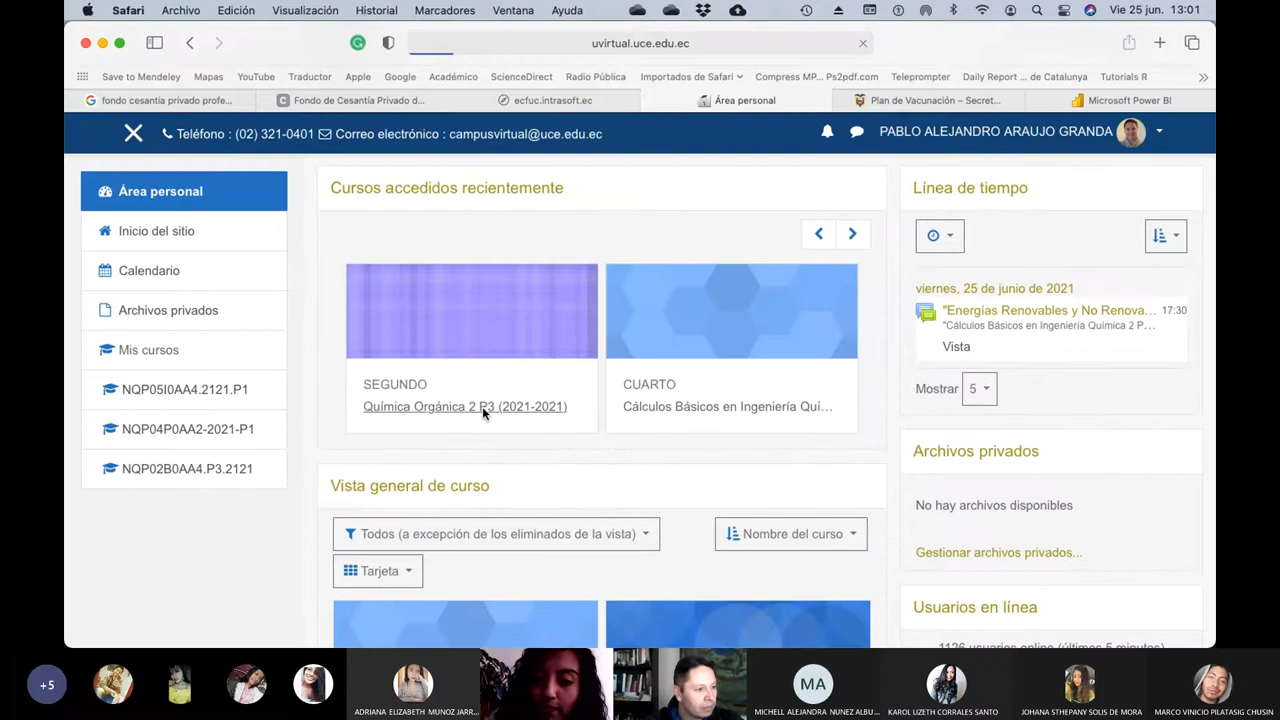 Safari Archivo Edición Visualización Historial Marcadores Ventana Ayuda Vie 25 jun. 13:01
uvirtual.uce.edu.ec
Save to Mendeley Mapas YouTube Traductor Apple Google Académico ScienceDirect Radio Pública Importados de Safari Compress MP... Ps2pdf.com Teleprompter Daily Report ... de Catalunya Tutorials R
fondo cesantia privado profe... Fondo de Cesantía Privado d... ecfuc.intrasoft.ec Área personal Plan de Vacunación – Secret... Microsoft Power BI
Teléfono : (02) 321-0401 Correo electrónico : campusvirtual@uce.edu.ec PABLO ALEJANDRO ARAUJO GRANDA
Área personal
Inicio del sitio
Calendario
Archivos privados
Mis cursos
NQP05I0AA4.2121.P1
NQP04P0AA2-2021-P1
NQP02B0AA4.P3.2121
Cursos accedidos recientemente
SEGUNDO
Química Orgánica 2 P3 (2021-2021)
CUARTO
Cálculos Básicos en Ingeniería Quí...
Vista general de curso
Todos (a excepción de los eliminados de la vista)
Nombre del curso
Tarjeta
Línea de tiempo
viernes, 25 de junio de 2021
"Energías Renovables y No Renova... 17:30
"Cálculos Básicos en Ingeniería Química 2 P...
Vista
Mostrar 5
Archivos privados
No hay archivos disponibles
Gestionar archivos privados...
Usuarios en línea
1126 usuarios online (últimos 5 minutos)
+5
ADRIANA ELIZABETH MUNOZ JARR...
MA
MICHELL ALEJANDRA NUNEZ ALBU...
KAROL LIZETH CORRALES SANTO
JOHANA STHEPANY SOLIS DE MORA
MARCO VINICIO PILATASIG CHUSIN